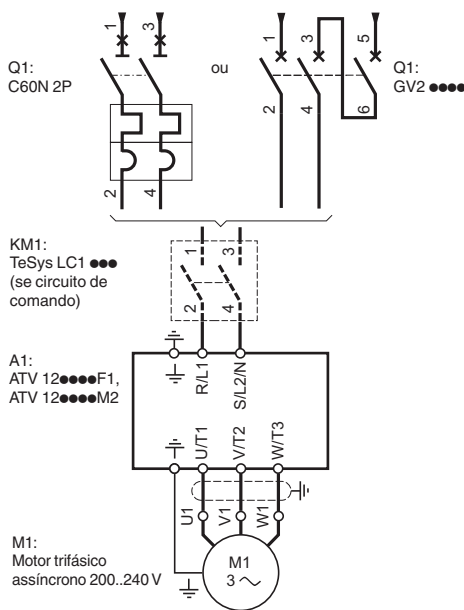 1 3
Q1:
C60N 2P
2 4
ou
1 3 5
2 4 6
Q1:
GV2 ●●●●
KM1:
TeSys LC1 ●●●
(se circuito de
comando)
1 3
2 4
A1:
ATV 12●●●●F1,
ATV 12●●●●M2
R/L1 S/L2/N
U/T1 V/T2 W/T3
U1 V1 W1
M1:
Motor trifásico
assíncrono 200..240 V
M1
3 ~